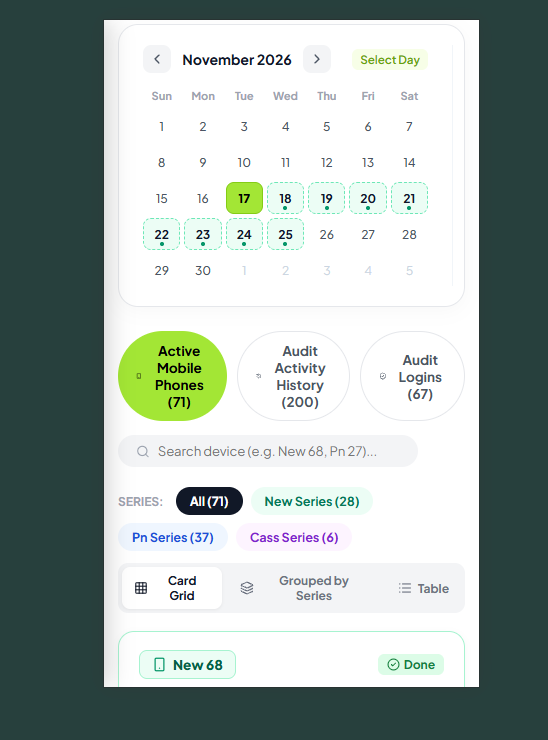 November 2026
Select Day
Sun Mon Tue Wed Thu Fri Sat
1 2 3 4 5 6 7
8 9 10 11 12 13 14
15 16 17 18 19 20 21
22 23 24 25 26 27 28
29 30 1 2 3 4 5
Active
Mobile
Phones
(71)
Audit
Activity
History
(200)
Audit
Logins
(67)
Search device (e.g. New 68, Pn 27)...
SERIES: All (71) New Series (28)
Pn Series (37) Cass Series (6)
Card
Grid
Grouped by
Series
Table
New 68
Done